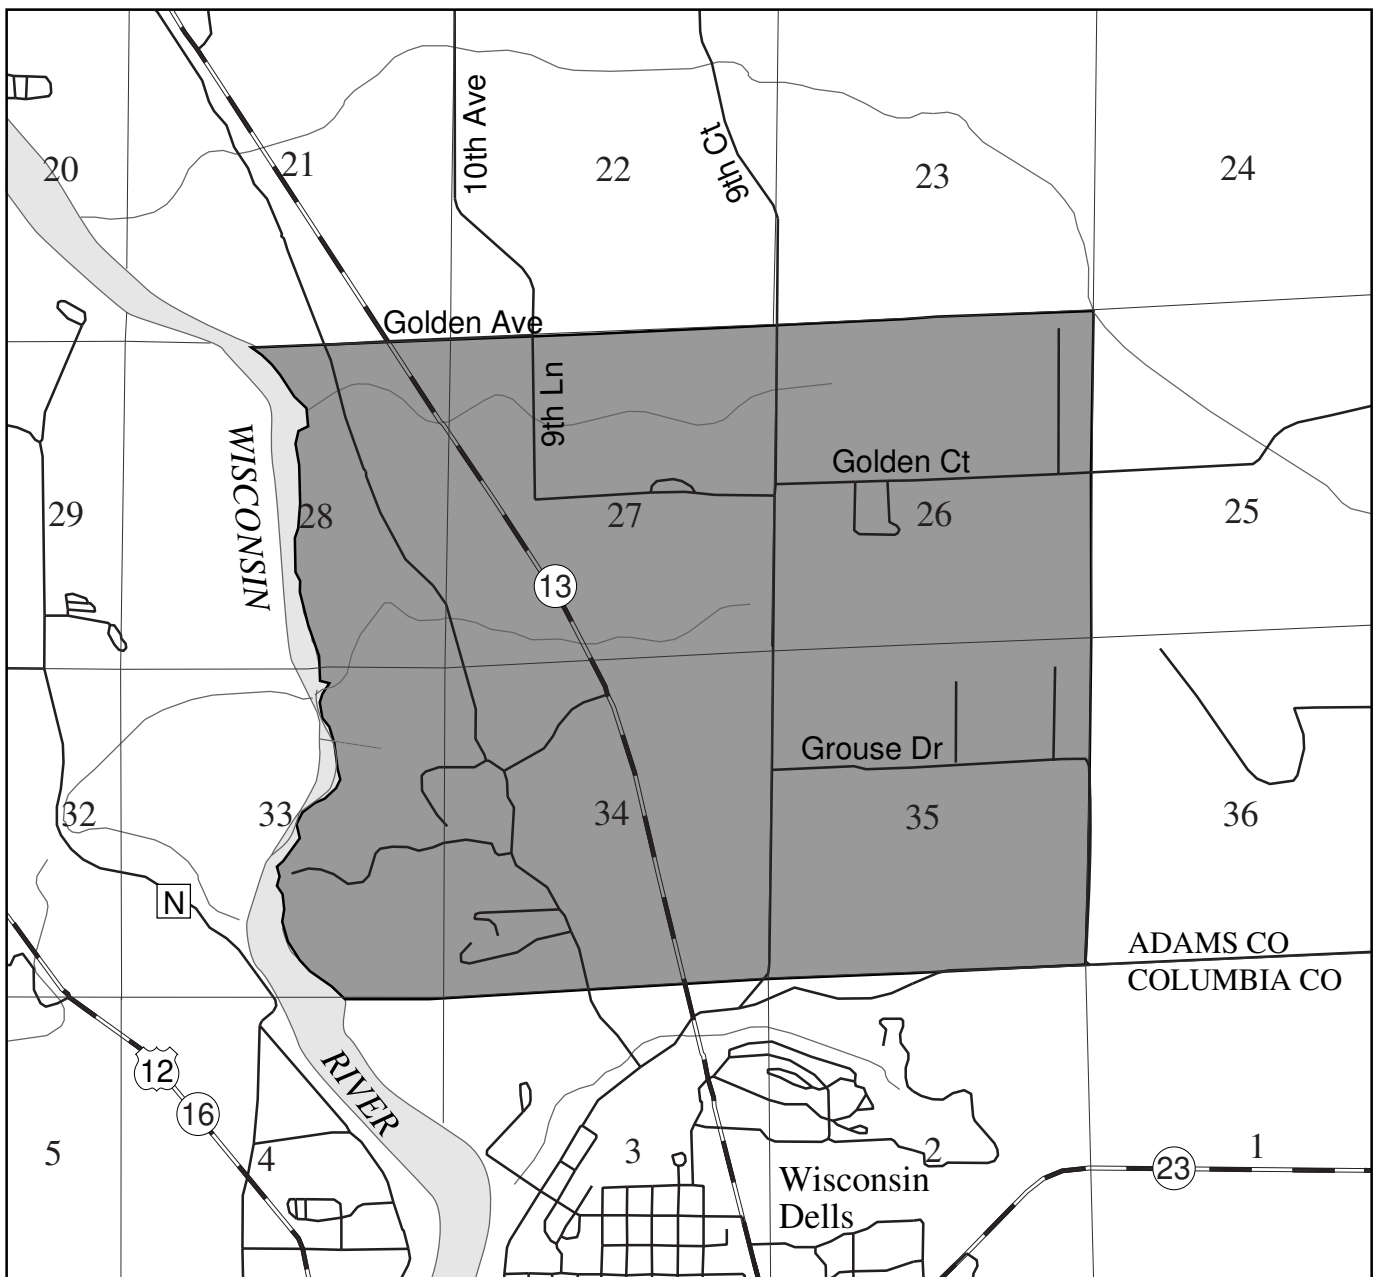 10th Ave
9th Ct
20
21
22
23
24
Golden Ave
9th Ln
Golden Ct
WISCONSIN
29
28
27
26
25
13
Grouse Dr
32
33
34
35
36
N
ADAMS CO
COLUMBIA CO
12
RIVER
16
5
4
3
2
1
23
Wisconsin
Dells